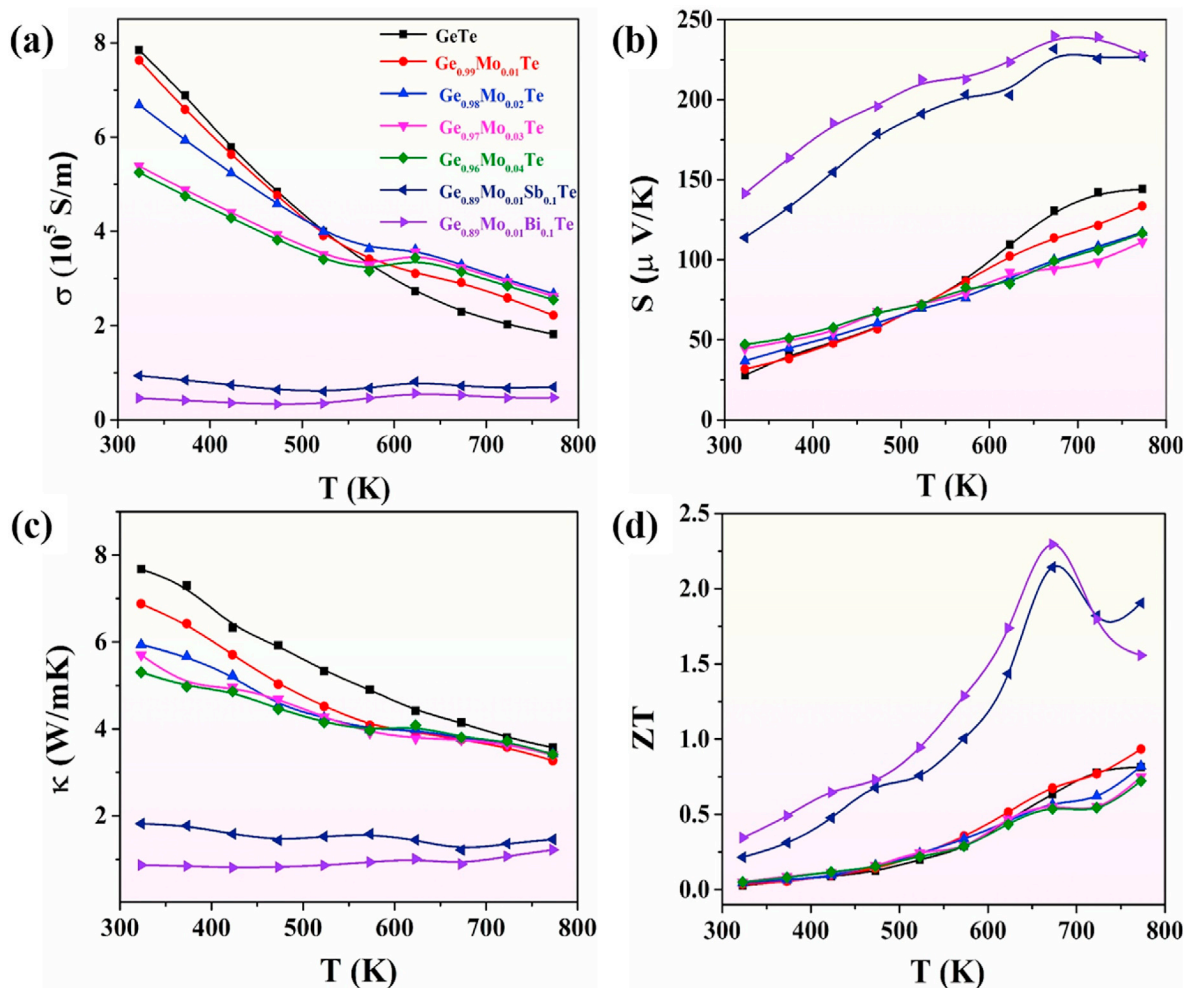 (a)
8
6
4
2
0
300 400 500 600 700 800
T (K)
σ (10⁵ S/m)
GeTe
Ge₀.₉₉Mo₀.₀₁Te
Ge₀.₉₈Mo₀.₀₂Te
Ge₀.₉₇Mo₀.₀₃Te
Ge₀.₉₆Mo₀.₀₄Te
Ge₀.₈₉Mo₀.₀₁Sb₀.₁Te
Ge₀.₈₉Mo₀.₀₁Bi₀.₁Te
(b)
250
200
150
100
50
0
300 400 500 600 700 800
T (K)
S (μ V/K)
(c)
8
6
4
2
300 400 500 600 700 800
T (K)
κ (W/mK)
(d)
2.5
2.0
1.5
1.0
0.5
0.0
300 400 500 600 700 800
T (K)
ZT